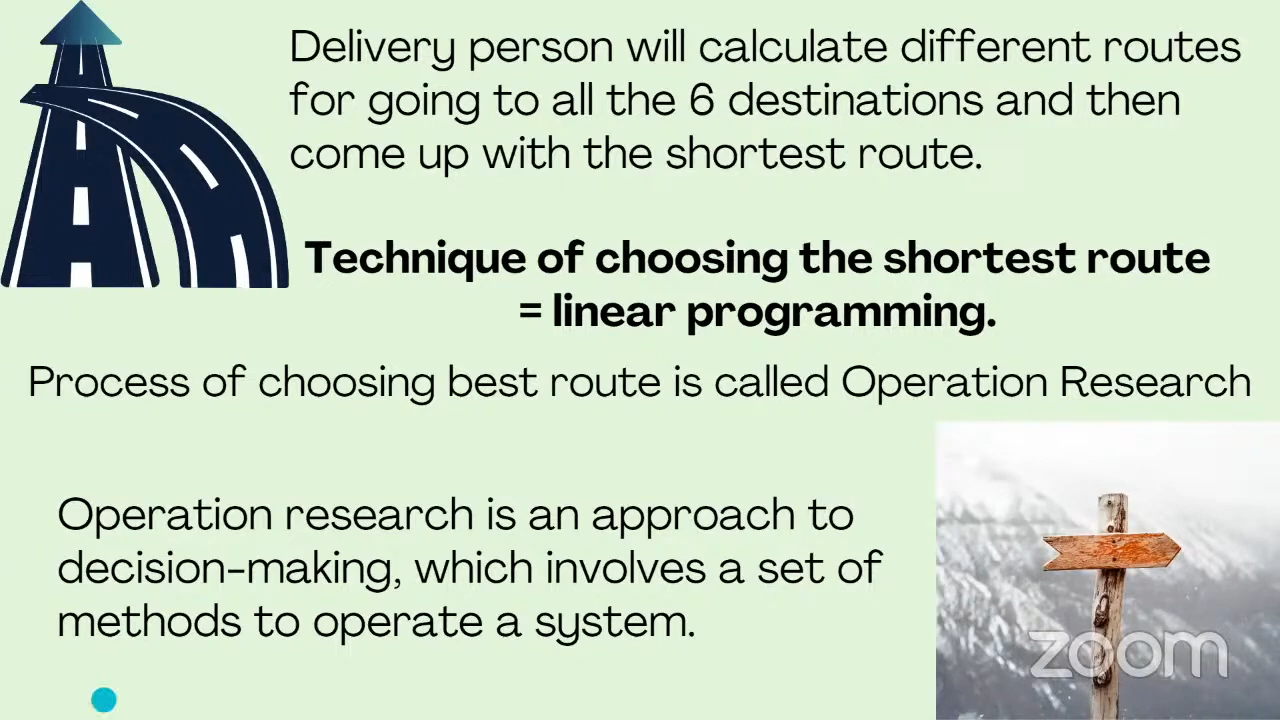 Delivery person will calculate different routes
for going to all the 6 destinations and then
come up with the shortest route.
Technique of choosing the shortest route
= linear programming.
Process of choosing best route is called Operation Research
Operation research is an approach to
decision-making, which involves a set of
methods to operate a system.
zoom